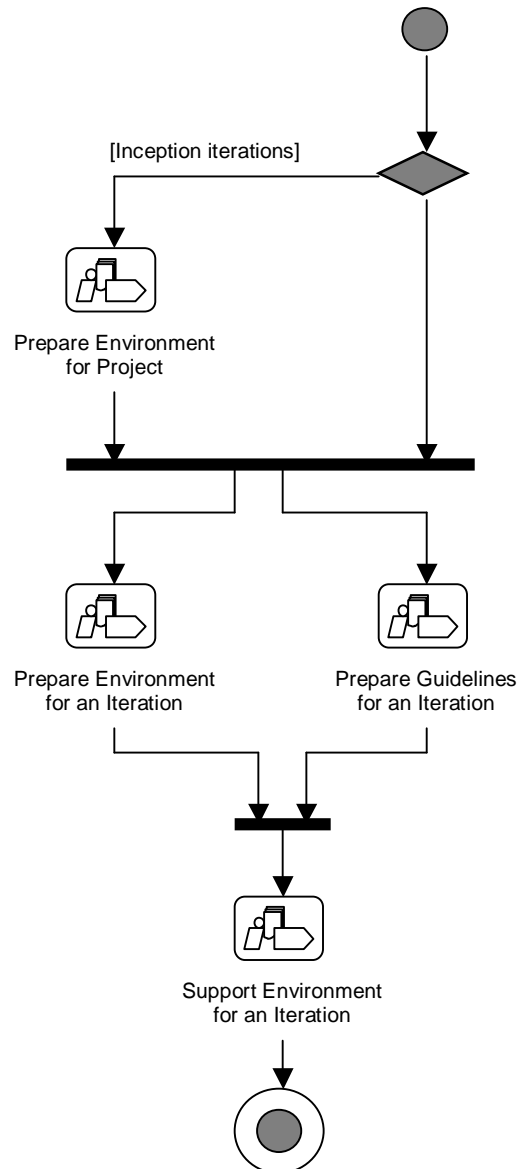 [Inception iterations]
Prepare Environment
for Project
Prepare Environment
for an Iteration
Prepare Guidelines
for an Iteration
Support Environment
for an Iteration